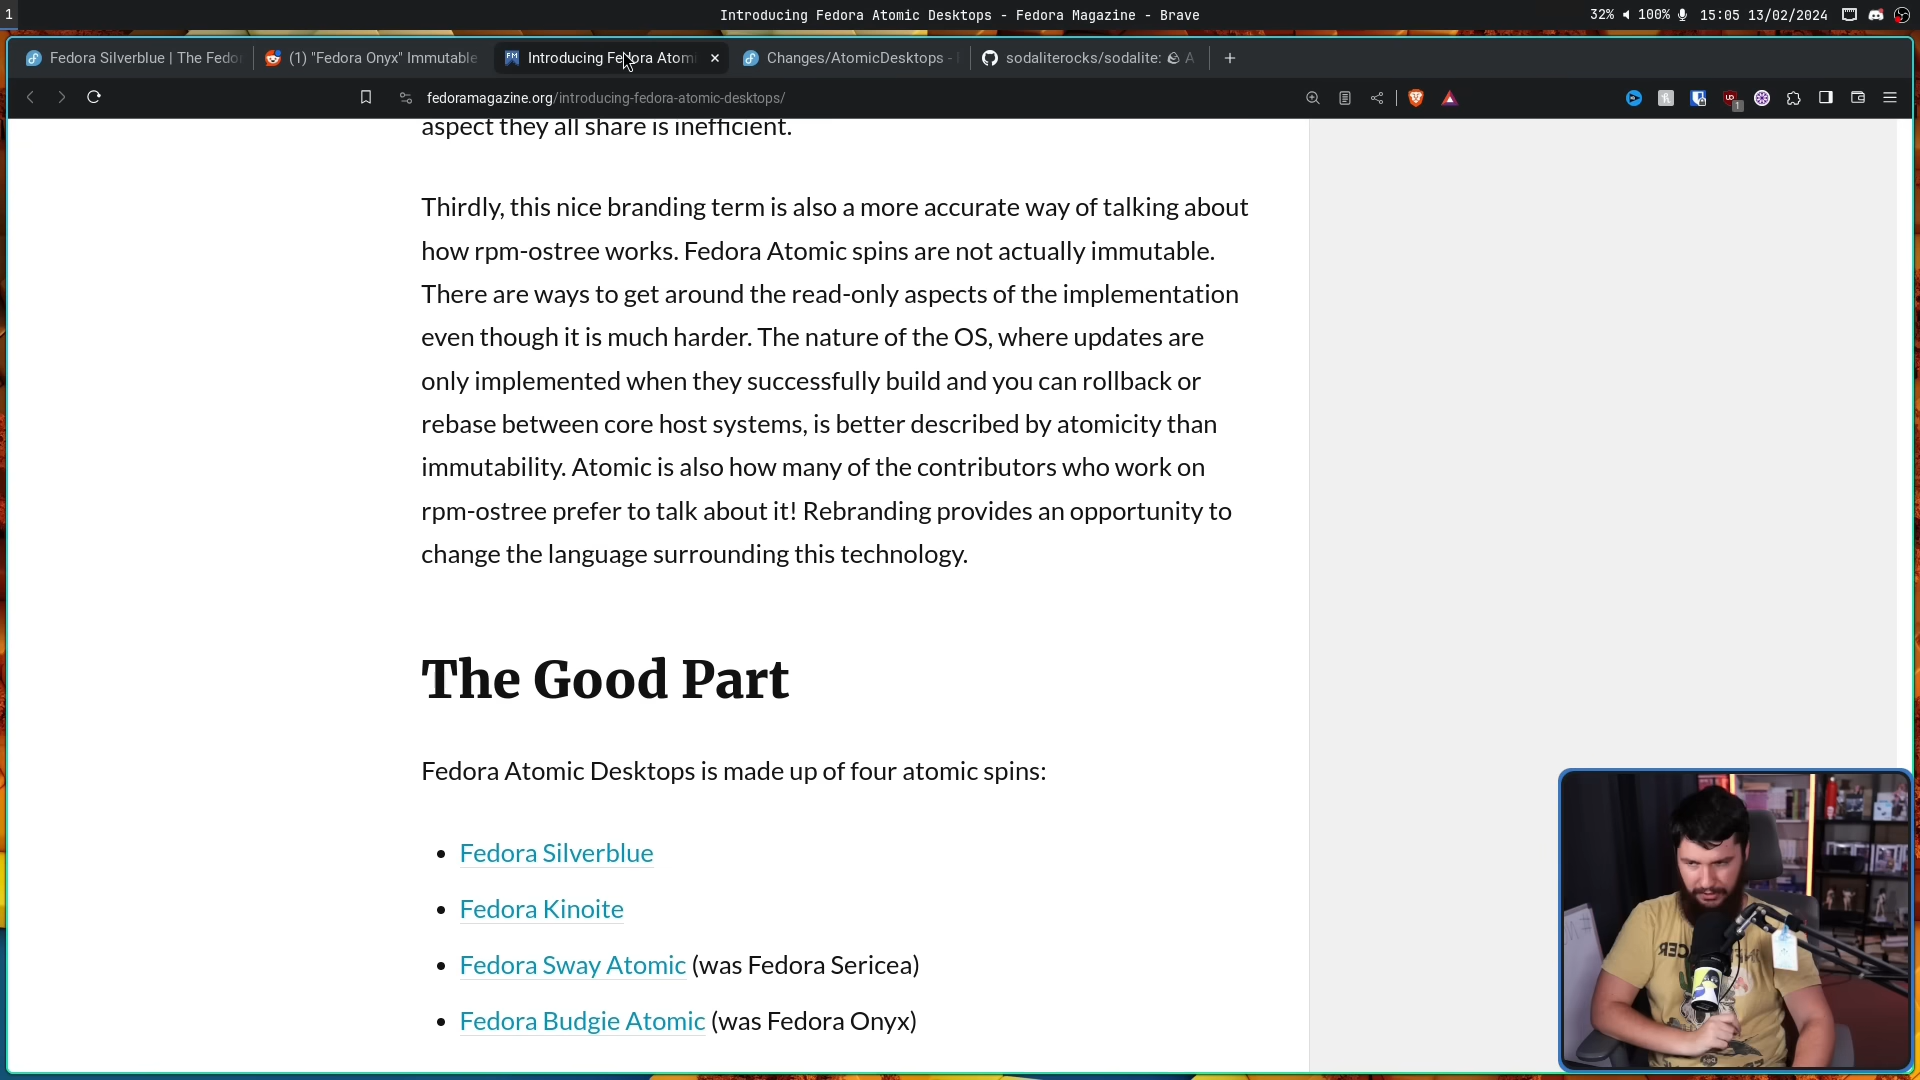 1
Introducing Fedora Atomic Desktops - Fedora Magazine - Brave
32% 100% 15:05 13/02/2024
Fedora Silverblue | The Fedo
(1) "Fedora Onyx" Immutable
Introducing Fedora Atom
Changes/AtomicDesktops -
sodaliterocks/sodalite: A
fedoramagazine.org/introducing-fedora-atomic-desktops/
aspect they all share is inefficient.
Thirdly, this nice branding term is also a more accurate way of talking about
how rpm-ostree works. Fedora Atomic spins are not actually immutable.
There are ways to get around the read-only aspects of the implementation
even though it is much harder. The nature of the OS, where updates are
only implemented when they successfully build and you can rollback or
rebase between core host systems, is better described by atomicity than
immutability. Atomic is also how many of the contributors who work on
rpm-ostree prefer to talk about it! Rebranding provides an opportunity to
change the language surrounding this technology.
The Good Part
Fedora Atomic Desktops is made up of four atomic spins:
• Fedora Silverblue
• Fedora Kinoite
• Fedora Sway Atomic (was Fedora Sericea)
• Fedora Budgie Atomic (was Fedora Onyx)